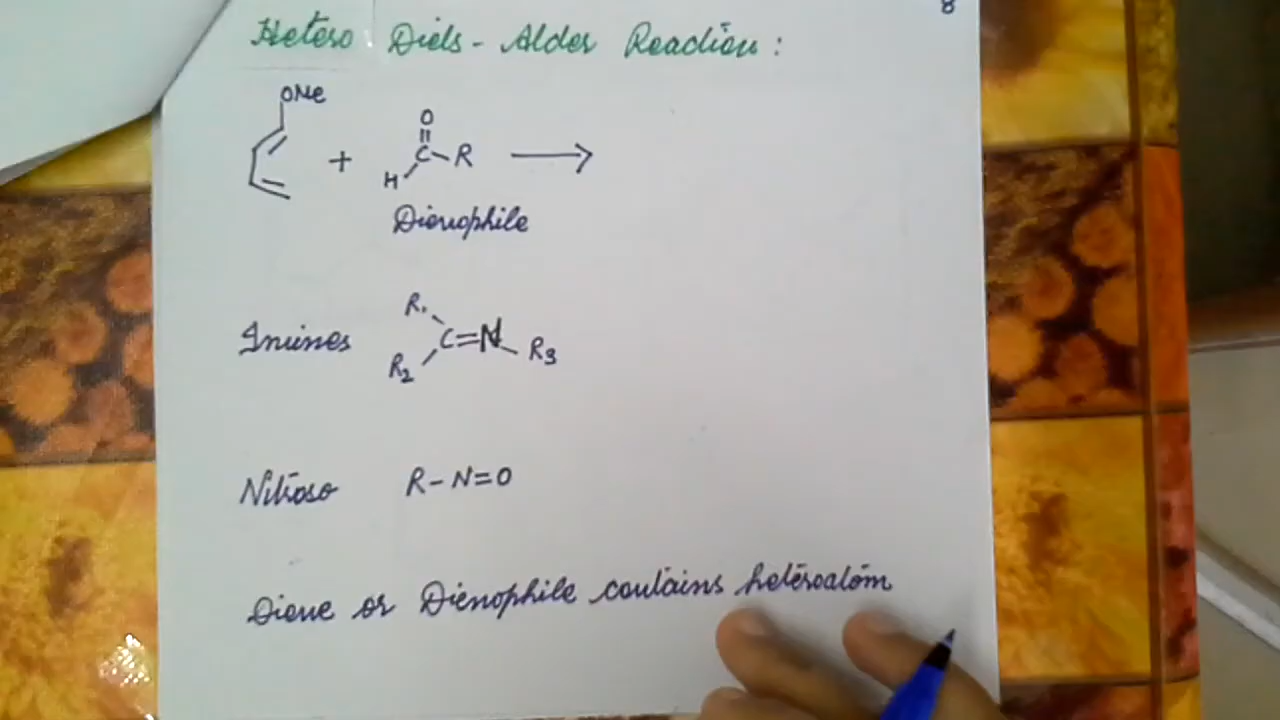 8
Hetero Diels-Alder Reaction:
OMe
+ H C O R →
Dienophile
Imines R1 R2 C=N R3
Nitroso R-N=O
Diene or Dienophile contains heteroatom